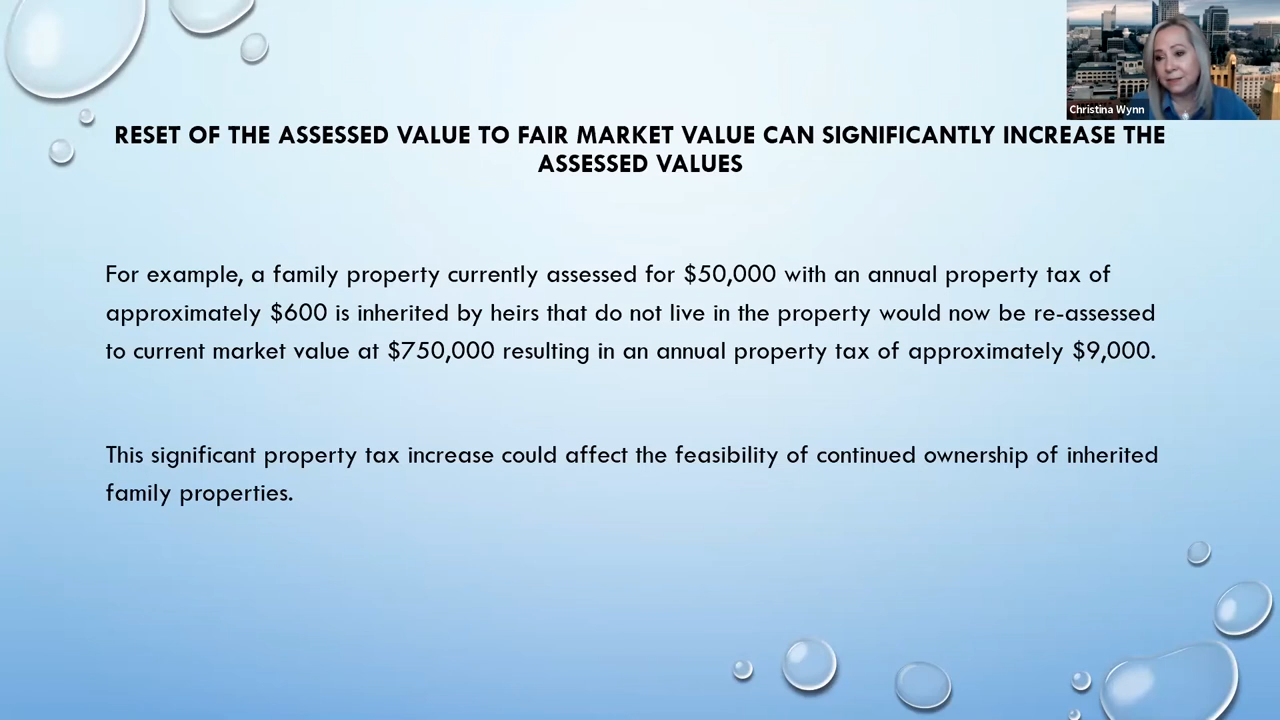 Christina Wynn
RESET OF THE ASSESSED VALUE TO FAIR MARKET VALUE CAN SIGNIFICANTLY INCREASE THE
ASSESSED VALUES
For example, a family property currently assessed for $50,000 with an annual property tax of
approximately $600 is inherited by heirs that do not live in the property would now be re-assessed
to current market value at $750,000 resulting in an annual property tax of approximately $9,000.
This significant property tax increase could affect the feasibility of continued ownership of inherited
family properties.